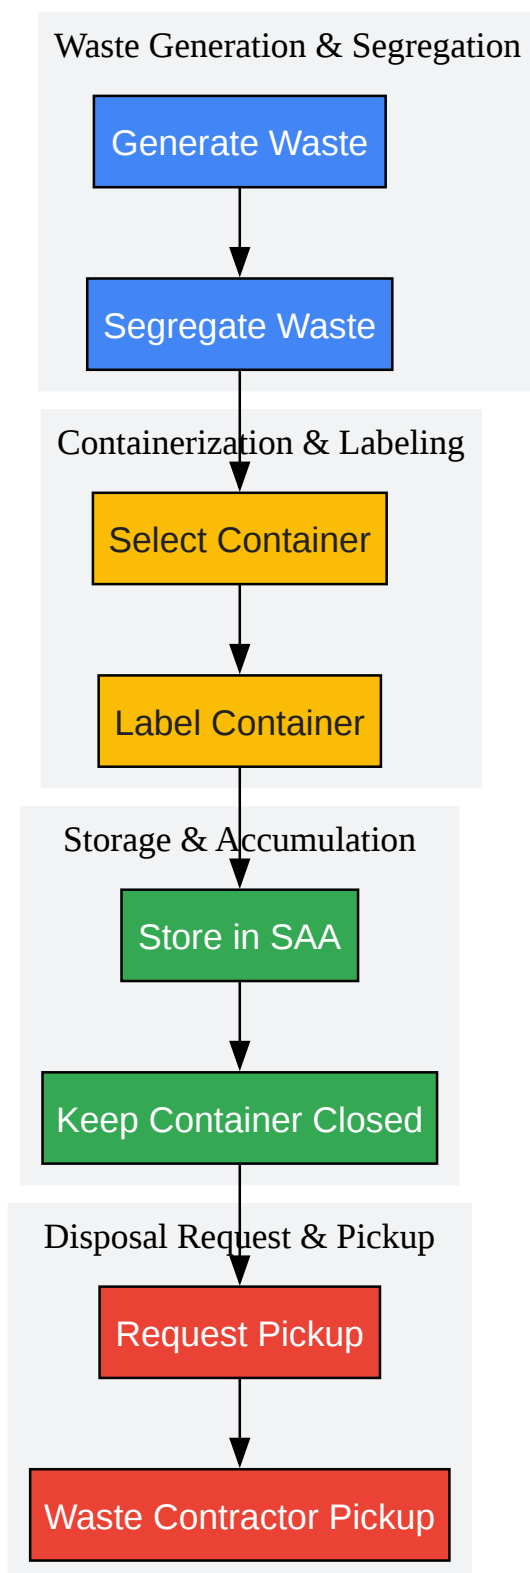 Waste Generation & Segregation
Generate Waste
Segregate Waste
Containerization & Labeling
Select Container
Label Container
Storage & Accumulation
Store in SAA
Keep Container Closed
Disposal Request & Pickup
Request Pickup
Waste Contractor Pickup